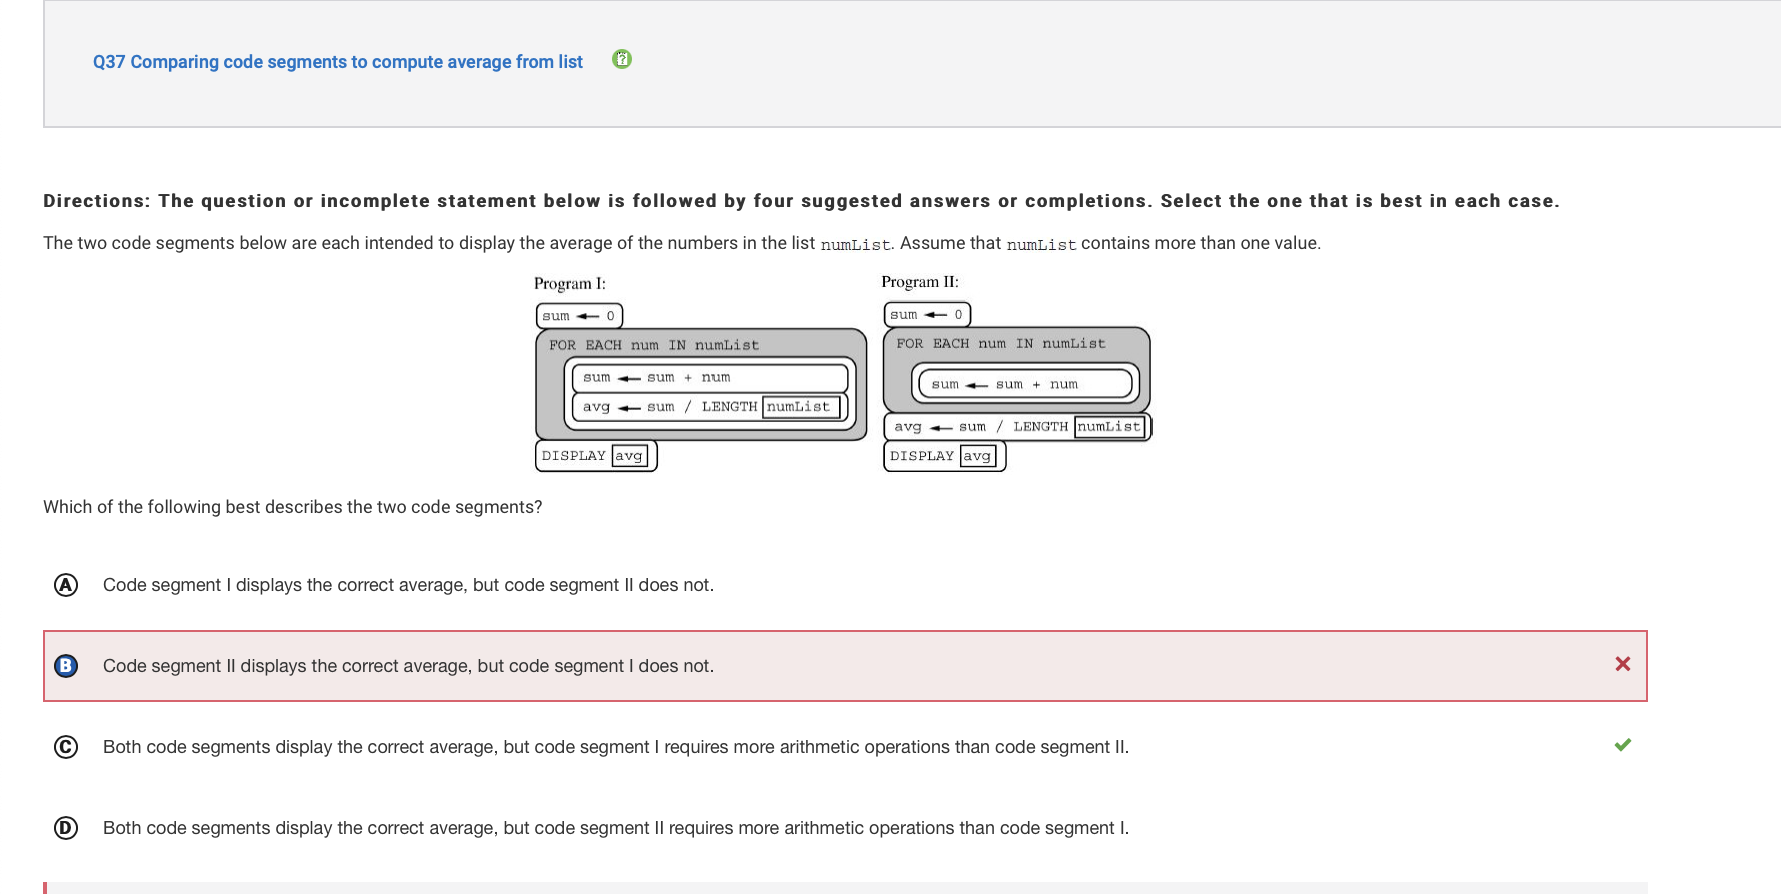 Q37 Comparing code segments to compute average from list
Directions: The question or incomplete statement below is followed by four suggested answers or completions. Select the one that is best in each case.
The two code segments below are each intended to display the average of the numbers in the list numList. Assume that numList contains more than one value.
Program I:
sum ← 0
FOR EACH num IN numList
sum ← sum + num
avg ← sum / LENGTH numList
DISPLAY avg
Program II:
sum ← 0
FOR EACH num IN numList
sum ← sum + num
avg ← sum / LENGTH numList
DISPLAY avg
Which of the following best describes the two code segments?
A Code segment I displays the correct average, but code segment II does not.
B Code segment II displays the correct average, but code segment I does not.
C Both code segments display the correct average, but code segment I requires more arithmetic operations than code segment II.
D Both code segments display the correct average, but code segment II requires more arithmetic operations than code segment I.